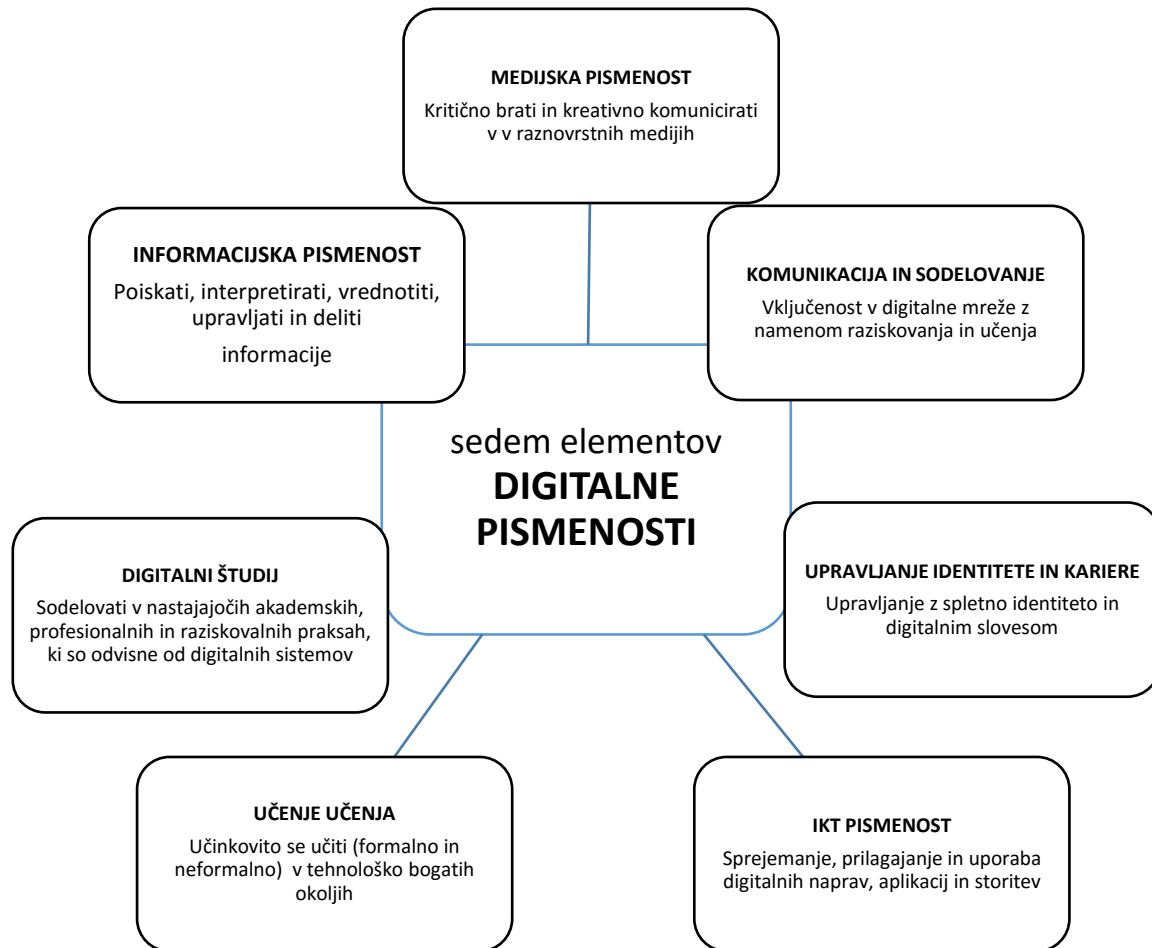 MEDIJSKA PISMENOST
Kritično brati in kreativno komunicirati
v v raznovrstnih medijih
INFORMACIJSKA PISMENOST
Poiskati, interpretirati, vrednotiti,
upravljati in deliti
informacije
KOMUNIKACIJA IN SODELOVANJE
Vključenost v digitalne mreže z
namenom raziskovanja in učenja
sedem elementov
DIGITALNE
PISMENOSTI
DIGITALNI ŠTUDIJ
Sodelovati v nastajajočih akademskih,
profesionalnih in raziskovalnih praksah,
ki so odvisne od digitalnih sistemov
UPRAVLJANJE IDENTITETE IN KARIERE
Upravljanje z spletno identiteto in
digitalnim slovesom
UČENJE UČENJA
Učinkovito se učiti (formalno in
neformalno) v tehnološko bogatih
okoljih
IKT PISMENOST
Sprejemanje, prilagajanje in uporaba
digitalnih naprav, aplikacij in storitev